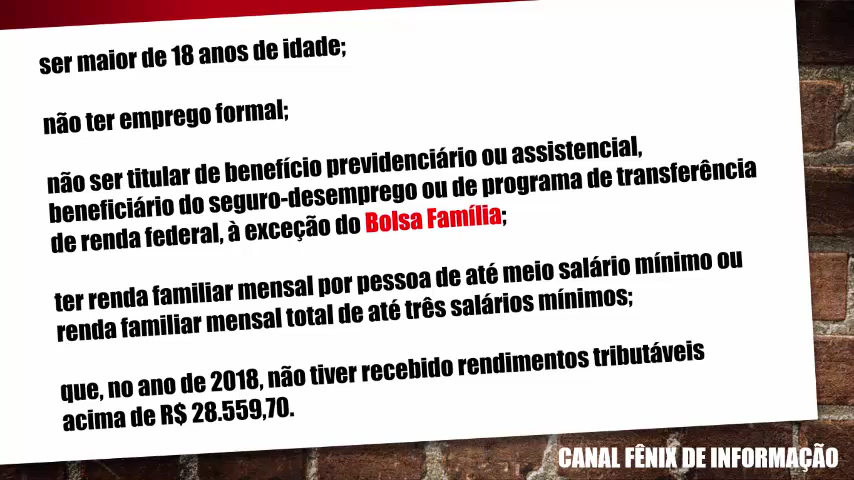 ser maior de 18 anos de idade;
não ter emprego formal;
não ser titular de benefício previdenciário ou assistencial,
beneficiário do seguro-desemprego ou de programa de transferência
de renda federal, à exceção do Bolsa Família;
ter renda familiar mensal por pessoa de até meio salário mínimo ou
renda familiar mensal total de até três salários mínimos;
que, no ano de 2018, não tiver recebido rendimentos tributáveis
acima de R$ 28.559,70.
CANAL FÊNIX DE INFORMAÇÃO